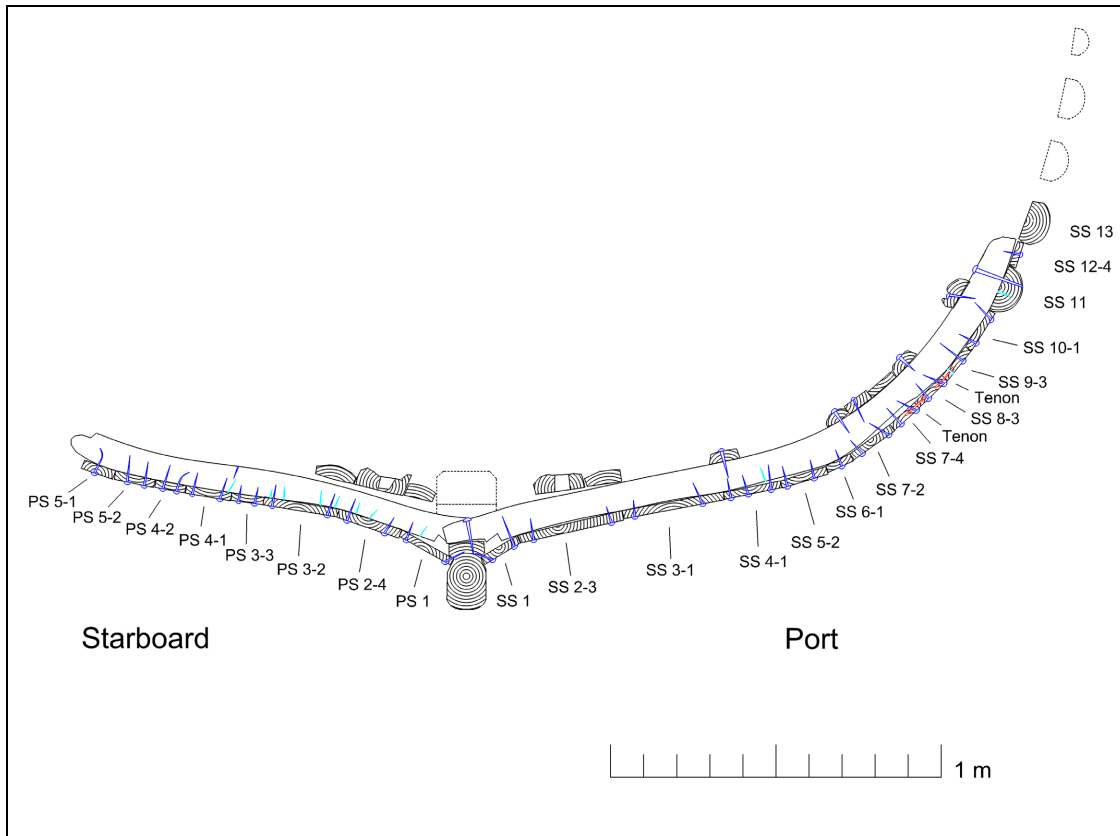 SS 13
SS 12-4
SS 11
SS 10-1
SS 9-3
Tenon
SS 8-3
Tenon
SS 7-4
SS 7-2
SS 6-1
SS 5-2
SS 4-1
SS 3-1
SS 2-3
SS 1
PS 5-1
PS 5-2
PS 4-2
PS 4-1
PS 3-3
PS 3-2
PS 2-4
PS 1
Starboard
Port
1 m